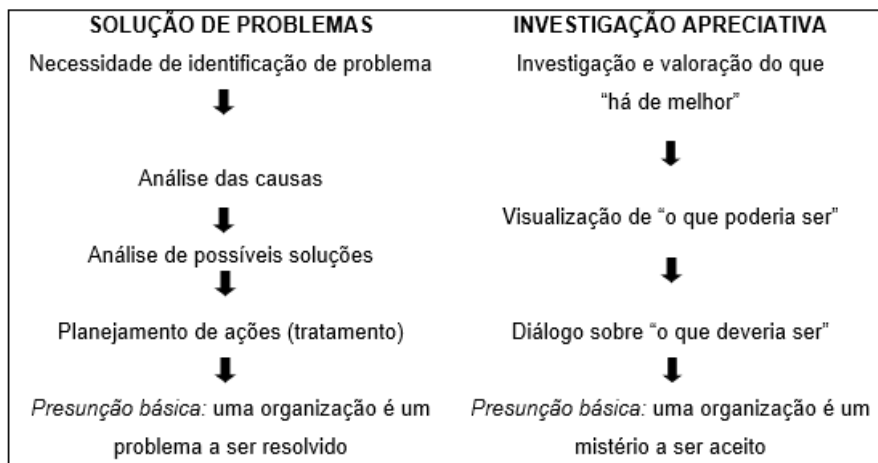 SOLUÇÃO DE PROBLEMAS
Necessidade de identificação de problema
Análise das causas
Análise de possíveis soluções
Planejamento de ações (tratamento)
Presunção básica: uma organização é um
problema a ser resolvido
INVESTIGAÇÃO APRECIATIVA
Investigação e valoração do que
“há de melhor”
Visualização de “o que poderia ser”
Diálogo sobre “o que deveria ser”
Presunção básica: uma organização é um
mistério a ser aceito